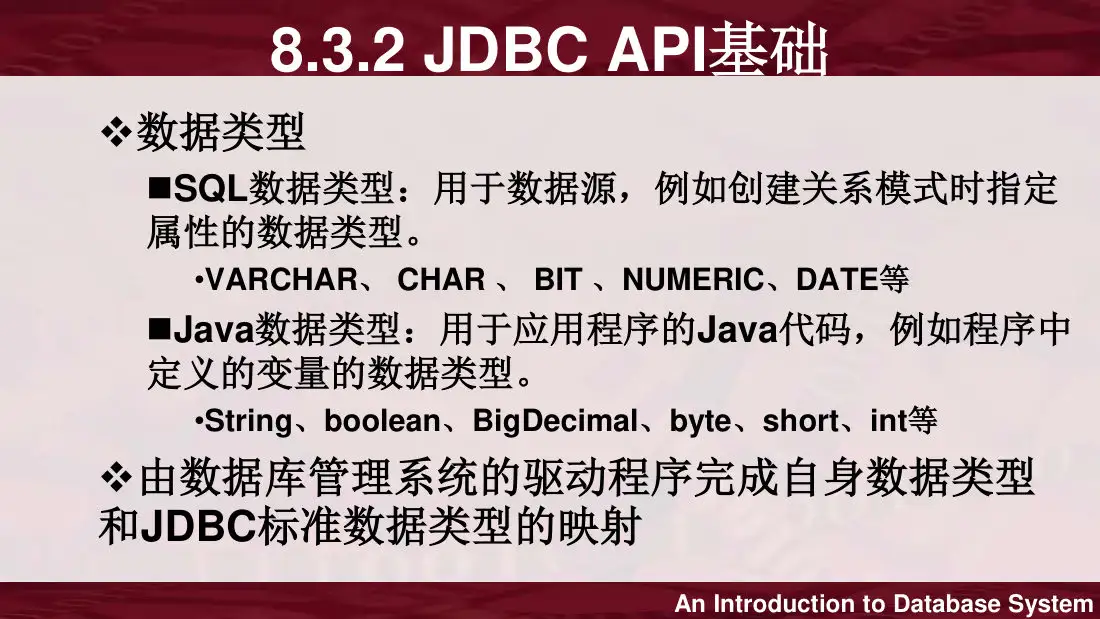 8.3.2 JDBC API基础
❖数据类型
■SQL数据类型：用于数据源，例如创建关系模式时指定
属性的数据类型。
•VARCHAR、 CHAR 、 BIT 、NUMERIC、DATE等
■Java数据类型：用于应用程序的Java代码，例如程序中
定义的变量的数据类型。
•String、boolean、BigDecimal、byte、short、int等
❖由数据库管理系统的驱动程序完成自身数据类型
和JDBC标准数据类型的映射
An Introduction to Database System